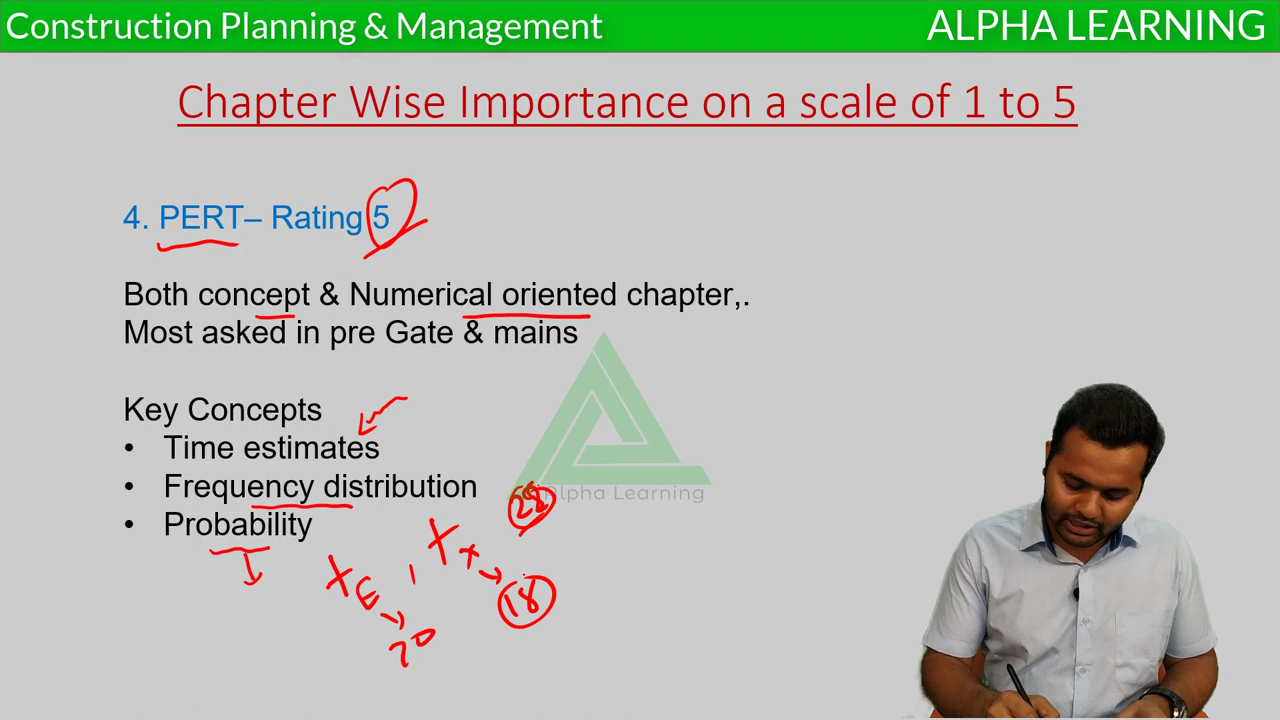 Construction Planning & Management
ALPHA LEARNING
Chapter Wise Importance on a scale of 1 to 5
4. PERT– Rating 5
Both concept & Numerical oriented chapter,.
Most asked in pre Gate & mains
Key Concepts
• Time estimates
• Frequency distribution
• Probability
Alpha Learning
22
18
20